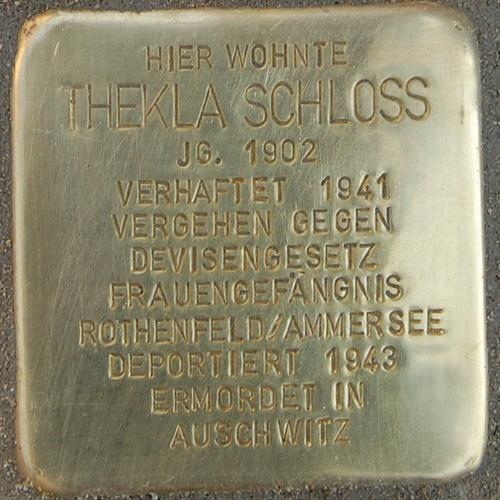 HIER WOHNTE
THEKLA SCHLOSS
JG. 1902
VERHAFTET 1941
VERGEHEN GEGEN
DEVISENGESETZ
FRAUENGEFÄNGNIS
ROTHENFELD/AMMERSEE
DEPORTIERT 1943
ERMORDET IN
AUSCHWITZ